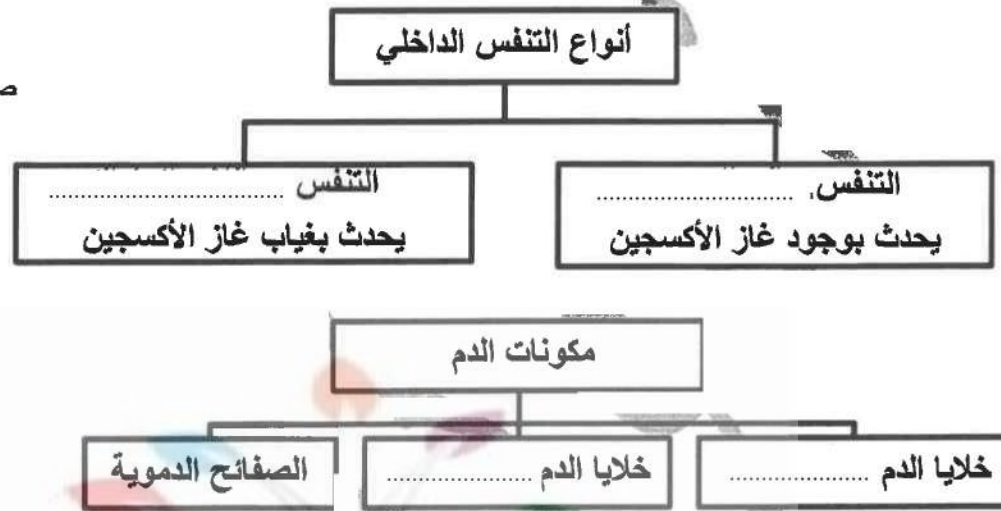 أنواع التنفس الداخلي
التنفس ..............................
يحدث بوجود غاز الأكسجين
التنفس ..............................
يحدث بغياب غاز الأكسجين
مكونات الدم
خلايا الدم ....................
خلايا الدم ....................
الصفائح الدموية